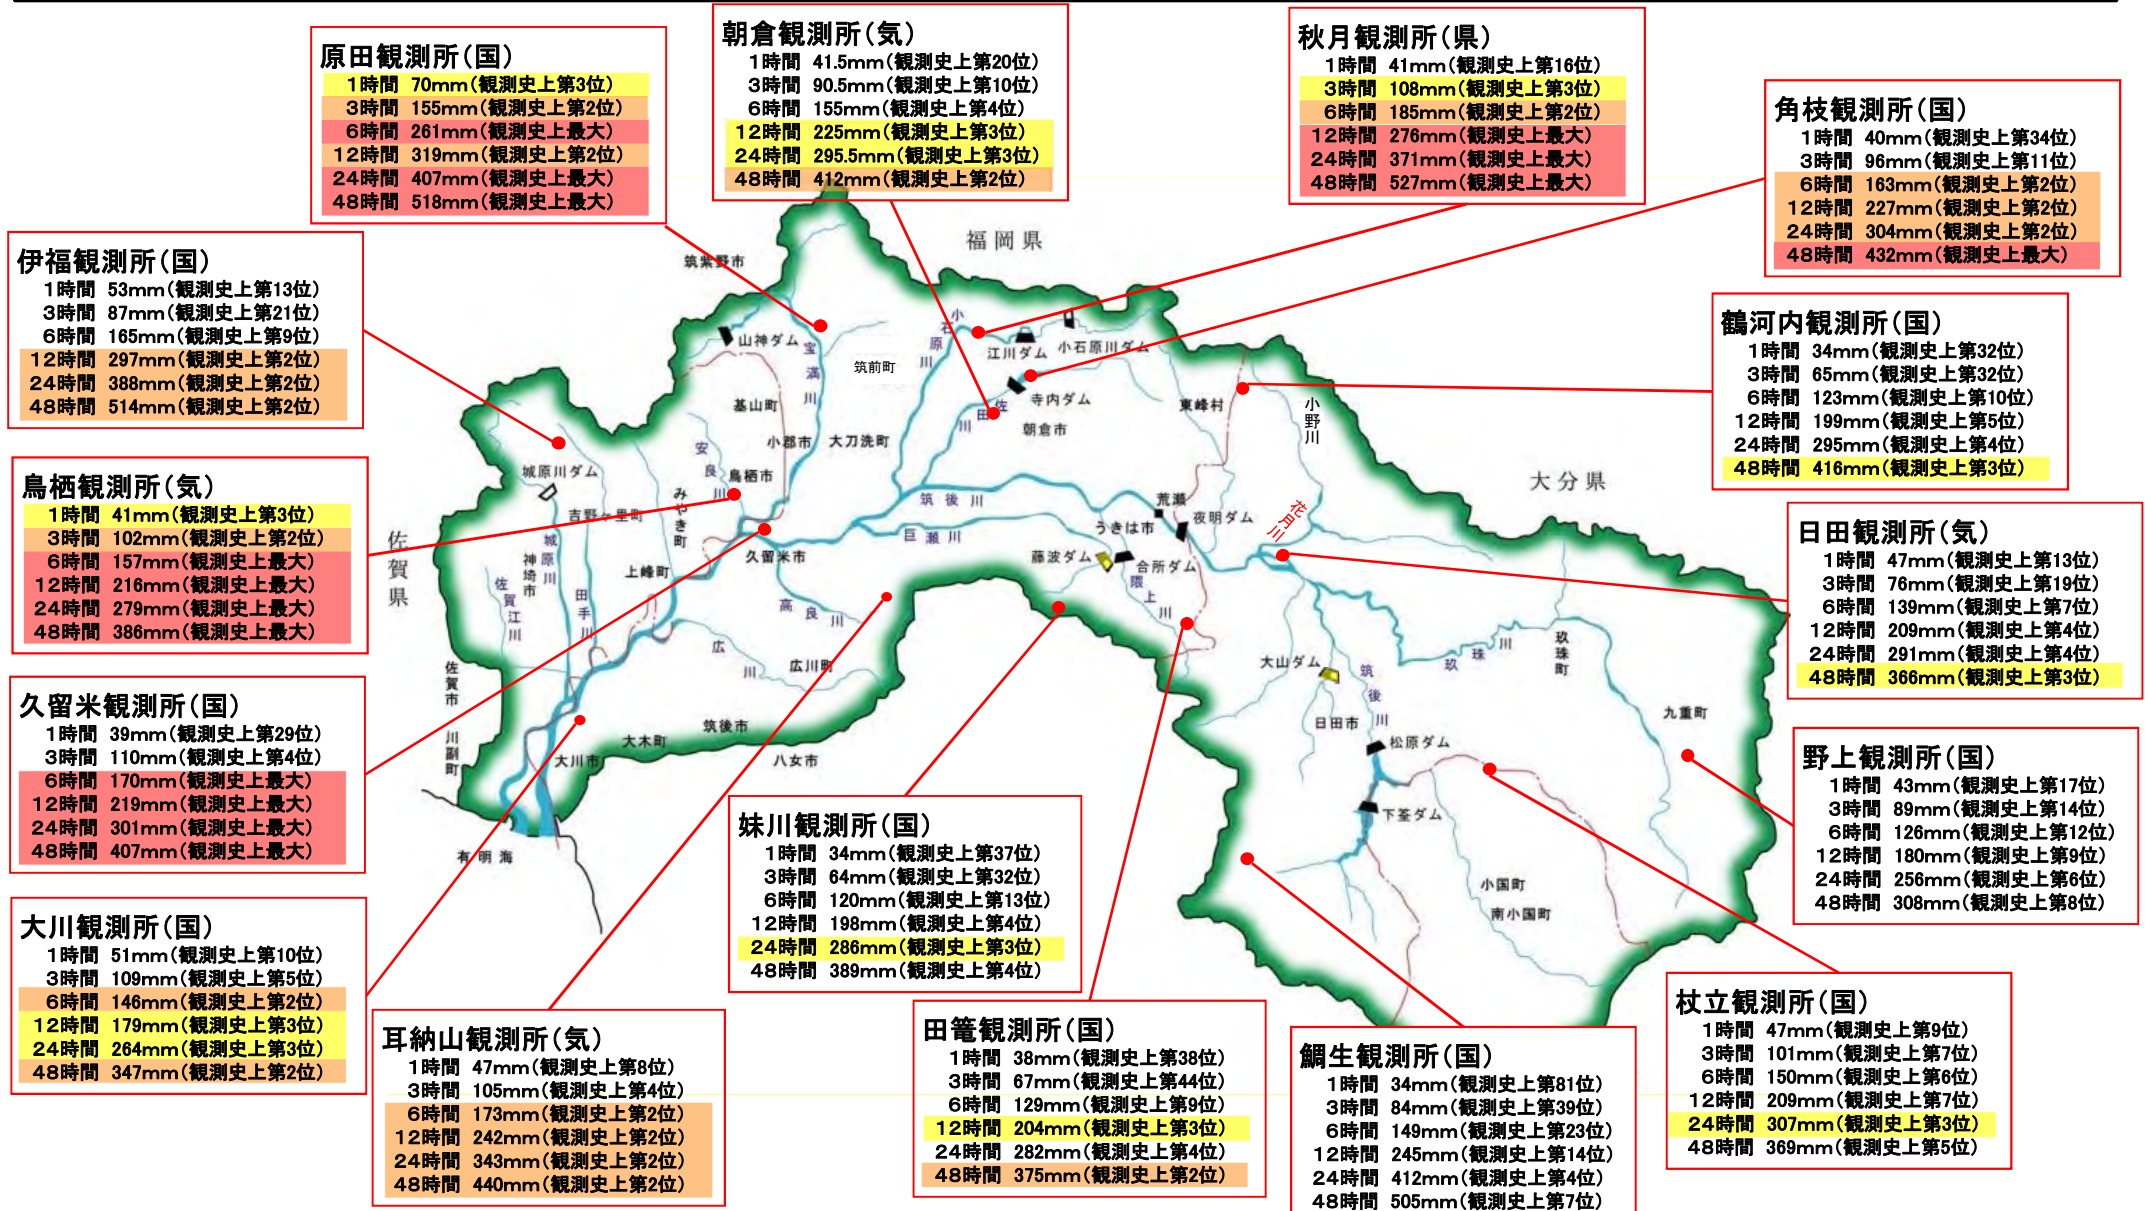 原田観測所(国)
1時間 70mm(観測史上第3位)
3時間 155mm(観測史上第2位)
6時間 261mm(観測史上最大)
12時間 319mm(観測史上第2位)
24時間 407mm(観測史上最大)
48時間 518mm(観測史上最大)
朝倉観測所(気)
1時間 41.5mm(観測史上第20位)
3時間 90.5mm(観測史上第10位)
6時間 155mm(観測史上第4位)
12時間 225mm(観測史上第3位)
24時間 295.5mm(観測史上第3位)
48時間 412mm(観測史上第2位)
秋月観測所(県)
1時間 41mm(観測史上第16位)
3時間 108mm(観測史上第3位)
6時間 185mm(観測史上第2位)
12時間 276mm(観測史上最大)
24時間 371mm(観測史上最大)
48時間 527mm(観測史上最大)
角枝観測所(国)
1時間 40mm(観測史上第34位)
3時間 96mm(観測史上第11位)
6時間 163mm(観測史上第2位)
12時間 227mm(観測史上第2位)
24時間 304mm(観測史上第2位)
48時間 432mm(観測史上最大)
伊福観測所(国)
1時間 53mm(観測史上第13位)
3時間 87mm(観測史上第21位)
6時間 165mm(観測史上第9位)
12時間 297mm(観測史上第2位)
24時間 388mm(観測史上第2位)
48時間 514mm(観測史上第2位)
鶴河内観測所(国)
1時間 34mm(観測史上第32位)
3時間 65mm(観測史上第32位)
6時間 123mm(観測史上第10位)
12時間 199mm(観測史上第5位)
24時間 295mm(観測史上第4位)
48時間 416mm(観測史上第3位)
鳥栖観測所(気)
1時間 41mm(観測史上第3位)
3時間 102mm(観測史上第2位)
6時間 157mm(観測史上最大)
12時間 216mm(観測史上最大)
24時間 279mm(観測史上最大)
48時間 386mm(観測史上最大)
日田観測所(気)
1時間 47mm(観測史上第13位)
3時間 76mm(観測史上第19位)
6時間 139mm(観測史上第7位)
12時間 209mm(観測史上第4位)
24時間 291mm(観測史上第4位)
48時間 366mm(観測史上第3位)
久留米観測所(国)
1時間 39mm(観測史上第29位)
3時間 110mm(観測史上第4位)
6時間 170mm(観測史上最大)
12時間 219mm(観測史上最大)
24時間 301mm(観測史上最大)
48時間 407mm(観測史上最大)
野上観測所(国)
1時間 43mm(観測史上第17位)
3時間 89mm(観測史上第14位)
6時間 126mm(観測史上第12位)
12時間 180mm(観測史上第9位)
24時間 256mm(観測史上第6位)
48時間 308mm(観測史上第8位)
妹川観測所(国)
1時間 34mm(観測史上第37位)
3時間 64mm(観測史上第32位)
6時間 120mm(観測史上第13位)
12時間 198mm(観測史上第4位)
24時間 286mm(観測史上第3位)
48時間 389mm(観測史上第4位)
大川観測所(国)
1時間 51mm(観測史上第10位)
3時間 109mm(観測史上第5位)
6時間 146mm(観測史上第2位)
12時間 179mm(観測史上第3位)
24時間 264mm(観測史上第3位)
48時間 347mm(観測史上第2位)
耳納山観測所(気)
1時間 47mm(観測史上第8位)
3時間 105mm(観測史上第4位)
6時間 173mm(観測史上第2位)
12時間 242mm(観測史上第2位)
24時間 343mm(観測史上第2位)
48時間 440mm(観測史上第2位)
田篭観測所(国)
1時間 38mm(観測史上第38位)
3時間 67mm(観測史上第44位)
6時間 129mm(観測史上第9位)
12時間 204mm(観測史上第3位)
24時間 282mm(観測史上第4位)
48時間 375mm(観測史上第2位)
鯛生観測所(国)
1時間 34mm(観測史上第81位)
3時間 84mm(観測史上第39位)
6時間 149mm(観測史上第23位)
12時間 245mm(観測史上第14位)
24時間 412mm(観測史上第4位)
48時間 505mm(観測史上第7位)
杖立観測所(国)
1時間 47mm(観測史上第9位)
3時間 101mm(観測史上第7位)
6時間 150mm(観測史上第6位)
12時間 209mm(観測史上第7位)
24時間 307mm(観測史上第3位)
48時間 369mm(観測史上第5位)
福岡県
筑紫野市
山神ダム
宝満川
筑前町
小石原川
江川ダム
小石原川ダム
寺内ダム
佐田川
朝倉市
東峰村
小野川
基山町
小郡市
大刀洗町
安良川
鳥栖市
城原川ダム
吉野ヶ里町
みやき町
筑後川
巨瀬川
荒瀬
うきは市
夜明ダム
花月川
大分県
佐賀県
城原川
神埼市
佐賀江川
田手川
上峰町
久留米市
高良川
藤波ダム
合所ダム
隈上川
広川
広川町
佐賀市
川副町
大川市
大木町
筑後市
八女市
有明海
大山ダム
日田市
筑後川
玖珠川
玖珠町
九重町
松原ダム
下筌ダム
小国町
南小国町